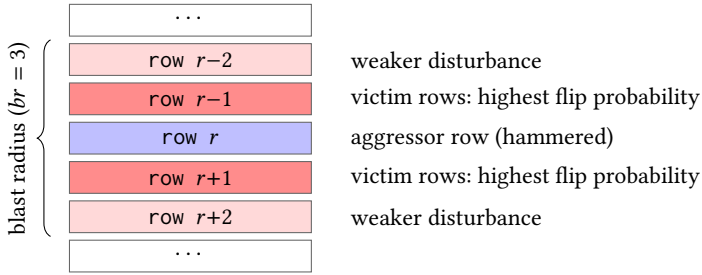 blast radius (br = 3)
...
row r−2 weaker disturbance
row r−1 victim rows: highest flip probability
row r aggressor row (hammered)
row r+1 victim rows: highest flip probability
row r+2 weaker disturbance
...